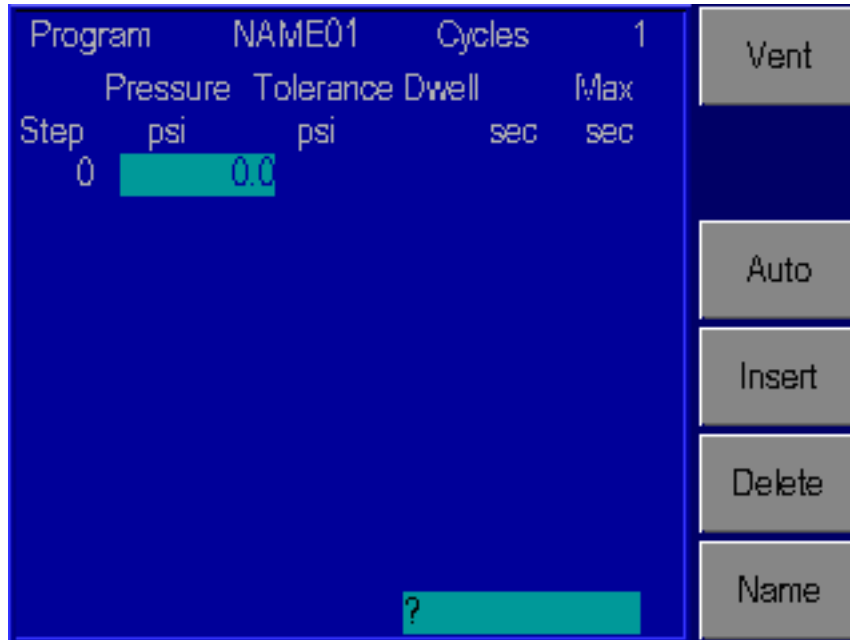 Program NAME01 Cycles 1
Pressure Tolerance Dwell Max
Step psi psi sec sec
0 0.0
?
Vent
Auto
Insert
Delete
Name